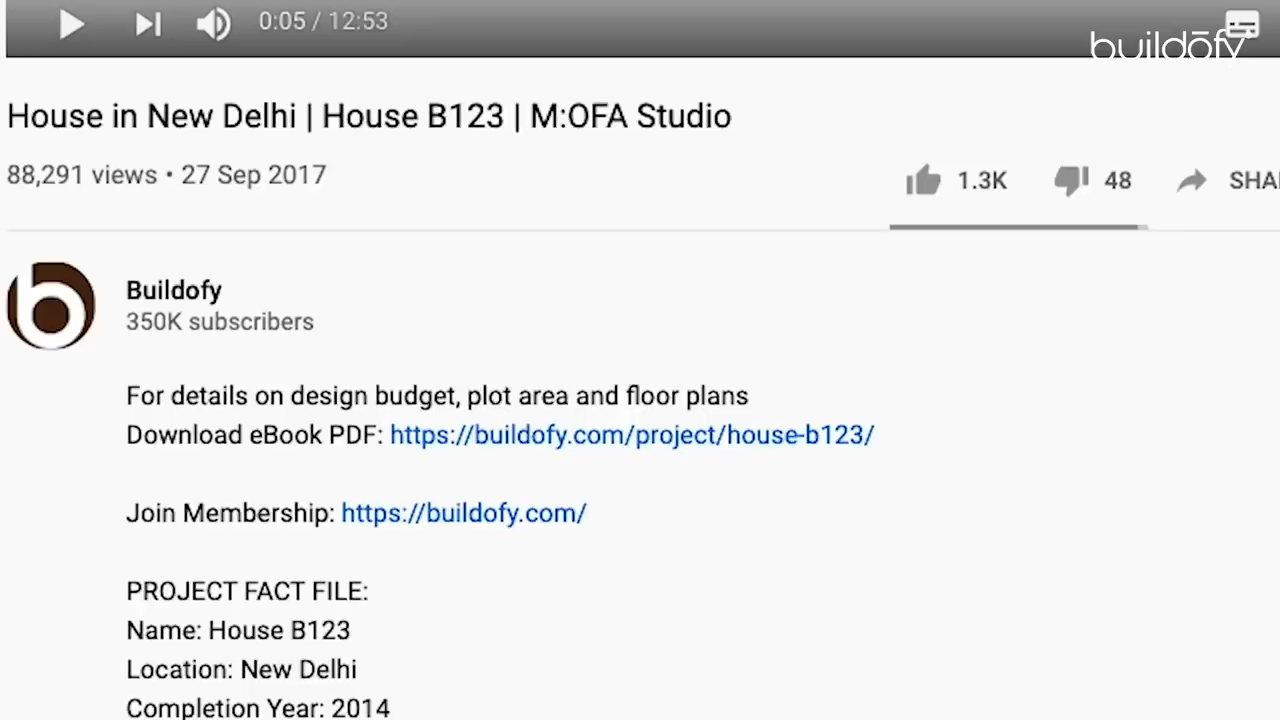 0:05 / 12:53
buildōfy
House in New Delhi | House B123 | M:OFA Studio
88,291 views • 27 Sep 2017
1.3K
48
SHA
Buildofy
350K subscribers
For details on design budget, plot area and floor plans
Download eBook PDF: https://buildofy.com/project/house-b123/
Join Membership: https://buildofy.com/
PROJECT FACT FILE:
Name: House B123
Location: New Delhi
Completion Year: 2014